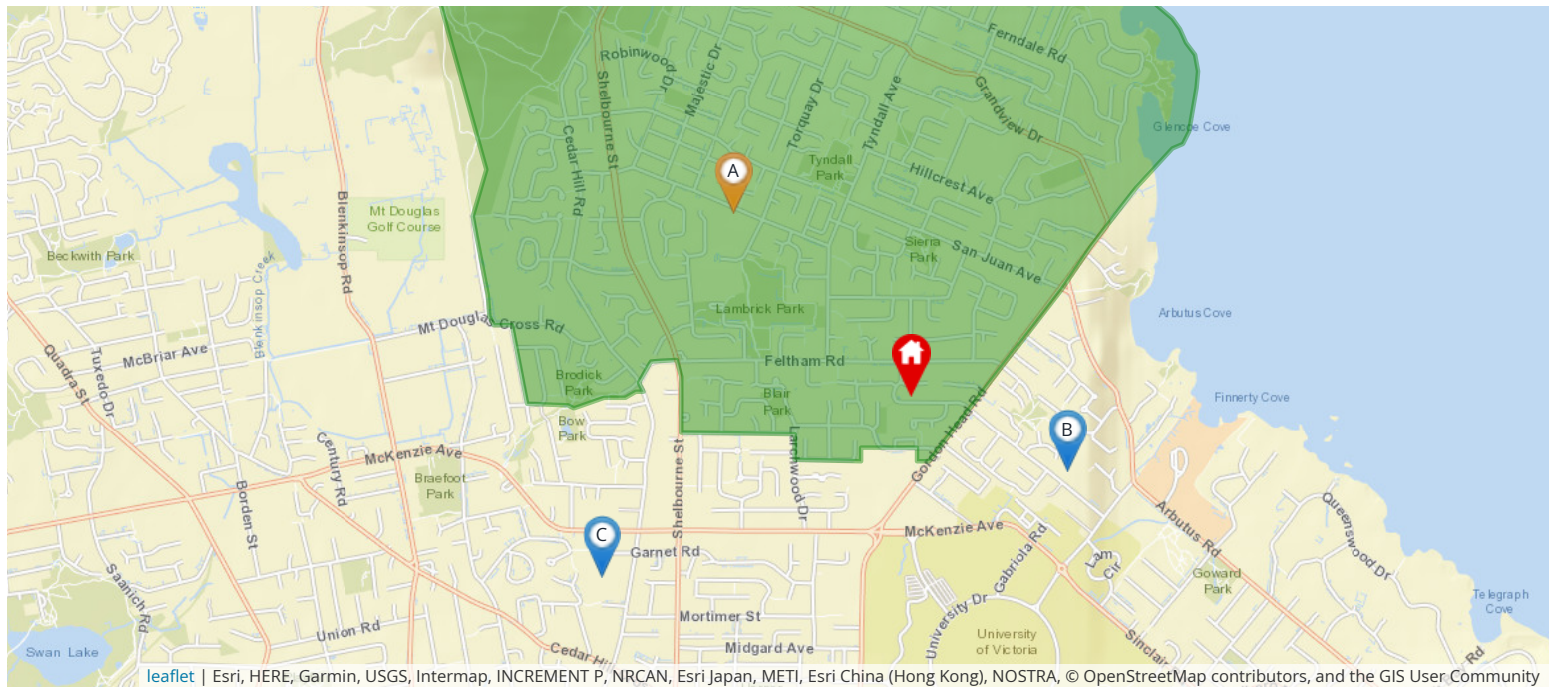 Ferndale Rd
Robinwood Dr
Majestic Dr
Shelbourne St
Torquay Dr
Tyndall Ave
Grandview Dr
Glencoe Cove
Cedar Hill Rd
A
Tyndall
Park
Hillcrest Ave
Blenkinsop Rd
Mt Douglas
Golf Course
Beckwith Park
Blenkinsop Creek
Sierra
Park
San Juan Ave
Lambrick Park
Arbutus Cove
Mt Douglas Cross Rd
McBriar Ave
Quadra St
Tuxedo Dr
Feltham Rd
Brodick
Park
Blair
Park
Finnerty Cove
Gordon Head Rd
Bow
Park
B
Century Rd
McKenzie Ave
Braefoot
Park
Borden St
Shelbourne St
Larchwood Dr
McKenzie Ave
Arbutus Rd
Queenswood Dr
C
Garnet Rd
Gabriola Rd
Lam
Cir
Goward
Park
Saanich Rd
Mortimer St
University Dr
Telegraph
Cove
Union Rd
University
of Victoria
Sinclair
Swan Lake
Cedar
Midgard Ave
Rd
leaflet | Esri, HERE, Garmin, USGS, Intermap, INCREMENT P, NRCAN, Esri Japan, METI, Esri China (Hong Kong), NOSTRA, © OpenStreetMap contributors, and the GIS User Community